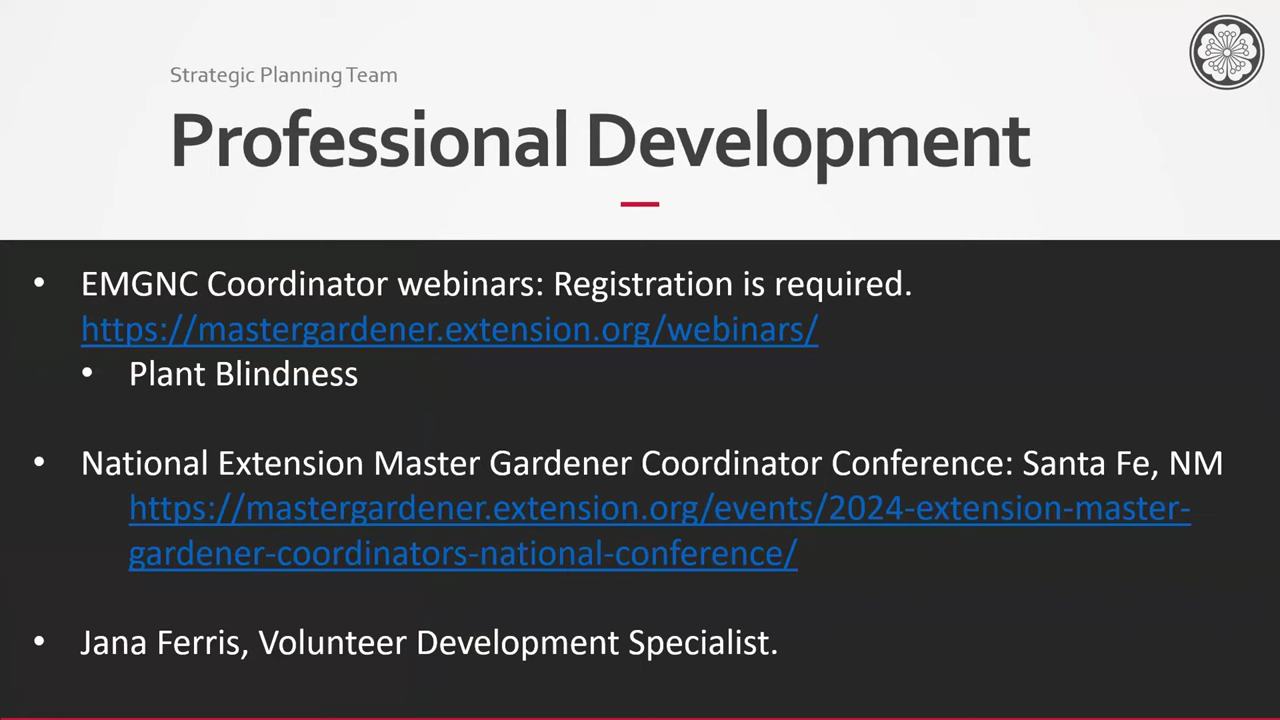 Strategic Planning Team
Professional Development
• EMGNC Coordinator webinars: Registration is required.
https://mastergardener.extension.org/webinars/
• Plant Blindness
• National Extension Master Gardener Coordinator Conference: Santa Fe, NM
https://mastergardener.extension.org/events/2024-extension-master-
gardener-coordinators-national-conference/
• Jana Ferris, Volunteer Development Specialist.